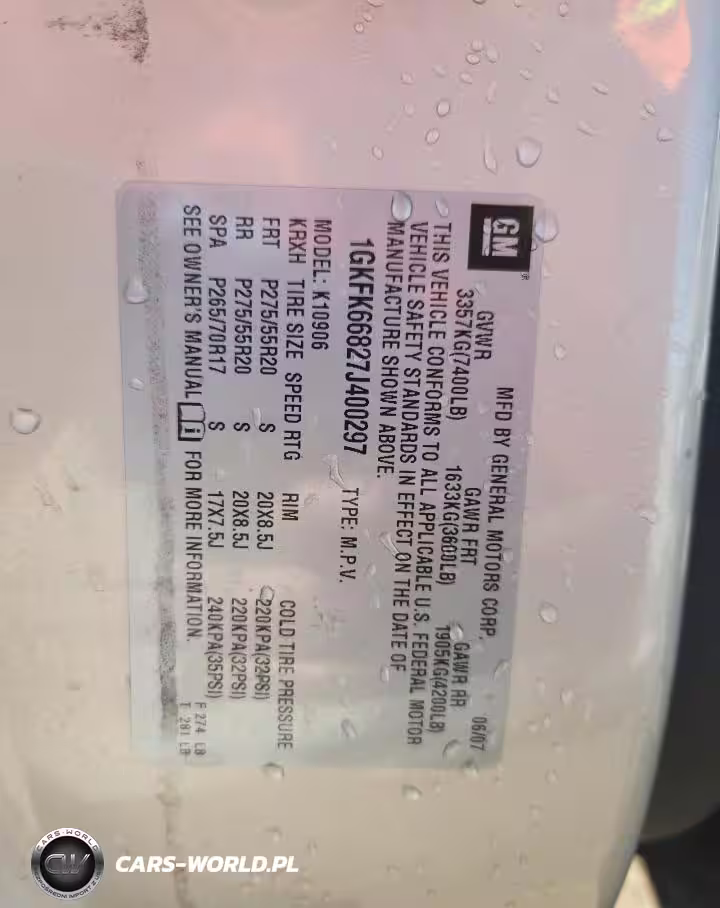 GM
MFD BY GENERAL MOTORS CORP. 06/07
GVWR GAWR FRT GAWR RR
3357KG(7400LB) 1633KG(3600LB) 1905KG(4200LB)
THIS VEHICLE CONFORMS TO ALL APPLICABLE U.S. FEDERAL MOTOR
VEHICLE SAFETY STANDARDS IN EFFECT ON THE DATE OF
MANUFACTURE SHOWN ABOVE.
1GKFK66827J400297 TYPE: M.P.V.
MODEL: K10906
KRXH TIRE SIZE SPEED RTG RIM COLD TIRE PRESSURE
FRT P275/55R20 S 20X8.5J 220KPA(32PSI)
RR P275/55R20 S 20X8.5J 220KPA(32PSI)
SPA P265/70R17 S 17X7.5J 240KPA(35PSI)
SEE OWNER'S MANUAL i FOR MORE INFORMATION.
F 274 LB
T 281 LB
CARS-WORLD
CW
CARS-WORLD.PL